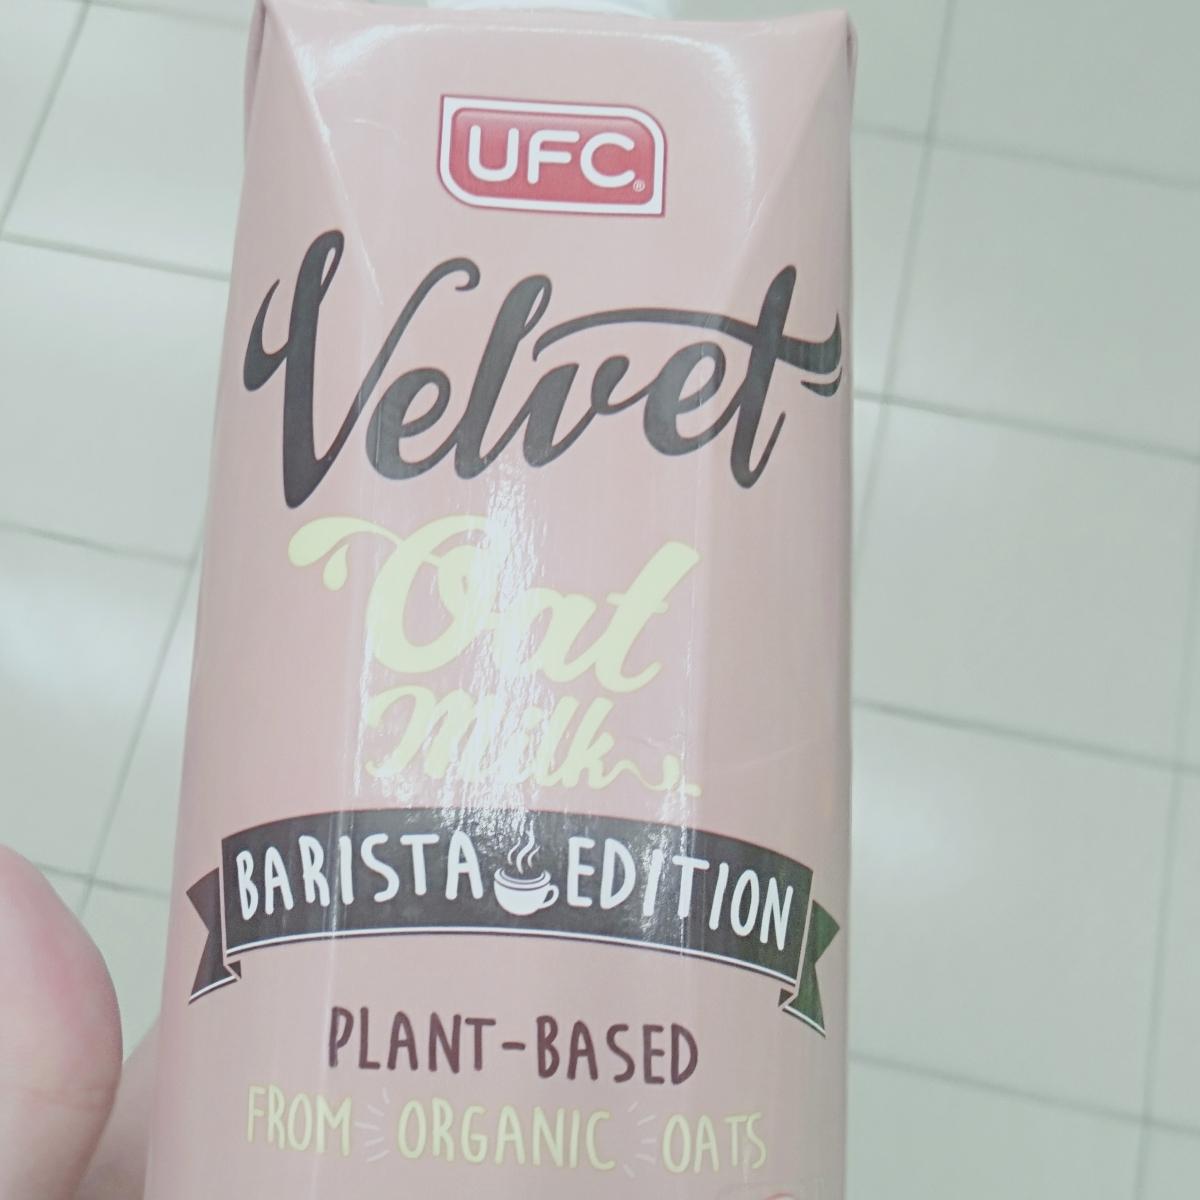 UFC®
Velvet
Oat
Milk
BARISTA EDITION
PLANT-BASED
FROM ORGANIC OATS